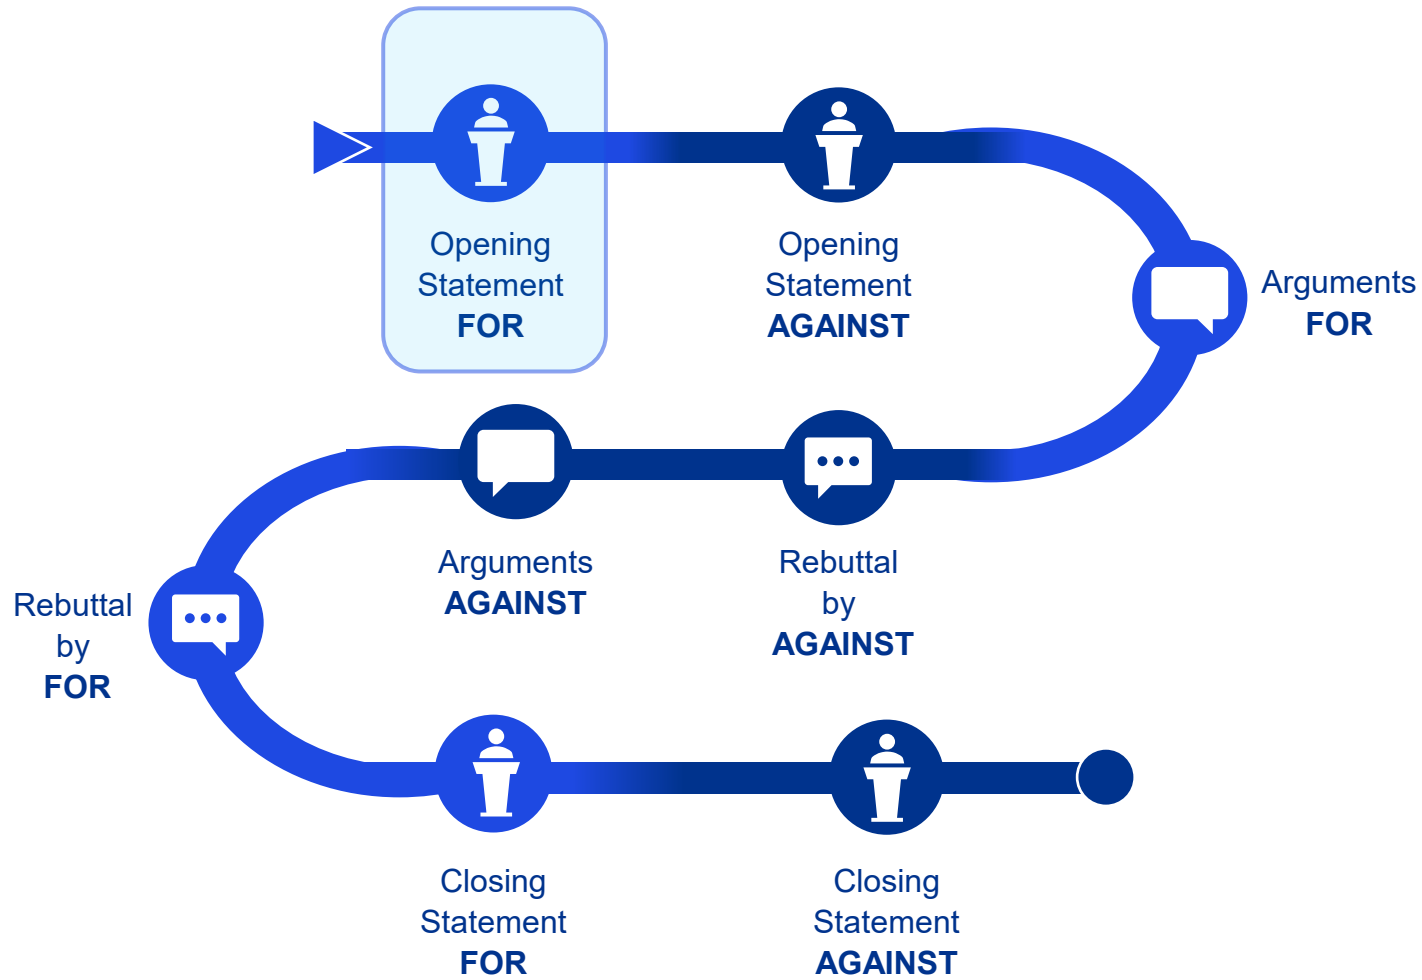 Opening
Statement
FOR
Opening
Statement
AGAINST
Arguments
FOR
Rebuttal
by
AGAINST
Arguments
AGAINST
Rebuttal
by
FOR
Closing
Statement
FOR
Closing
Statement
AGAINST